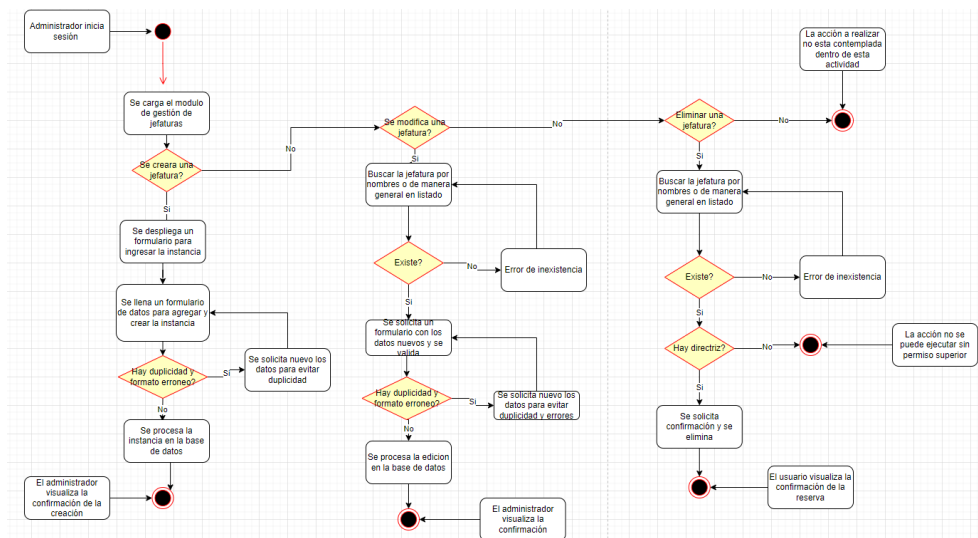 Administrador inicia
sesión
Se carga el modulo
de gestión de
jefaturas
Se creara una
jefatura?
No
Si
Se despliega un
formulario para
ingresar la instancia
Se llena un formulario
de datos para agregar y
crear la instancia
Hay duplicidad y
formato erroneo?
Si
Se solicita nuevo los
datos para evitar
duplicidad
No
Se procesa la
instancia en la base
de datos
El administrador
visualiza la
confirmación de la
creación
Se modifica una
jefatura?
No
Si
Buscar la jefatura por
nombres o de manera
general en listado
Existe?
No
Error de inexistencia
Si
Se solicita un
formulario con los
datos nuevos y se
valida
Hay duplicidad y
formato erroneo?
Si
Se solicita nuevo los
datos para evitar
duplicidad y errores
No
Se procesa la edicion
en la base de datos
El administrador
visualiza la
confirmación
Eliminar una
jefatura?
No
La acción a realizar
no esta contemplada
dentro de esta
actividad
Si
Buscar la jefatura por
nombres o de manera
general en listado
Existe?
No
Error de inexistencia
Si
Hay directriz?
No
La acción no se
puede ejecutar sin
permiso superior
Si
Se solicita
confirmación y se
elimina
El usuario visualiza la
confirmación de la
reserva